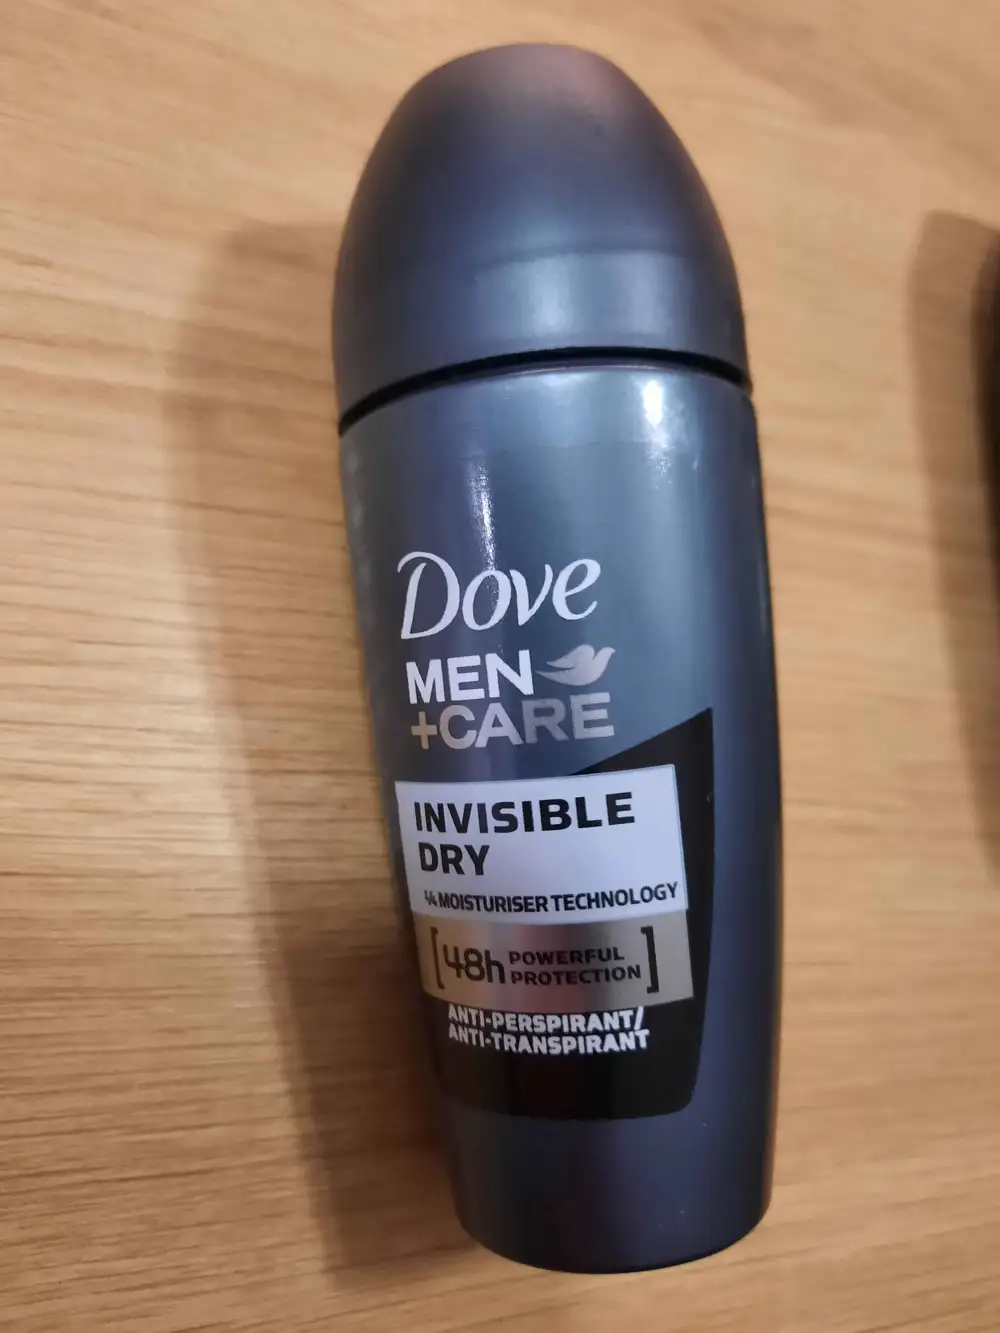 Dove
MEN
+CARE
INVISIBLE
DRY
¼ MOISTURISER TECHNOLOGY
[48h POWERFUL
PROTECTION]
ANTI-PERSPIRANT/
ANTI-TRANSPIRANT